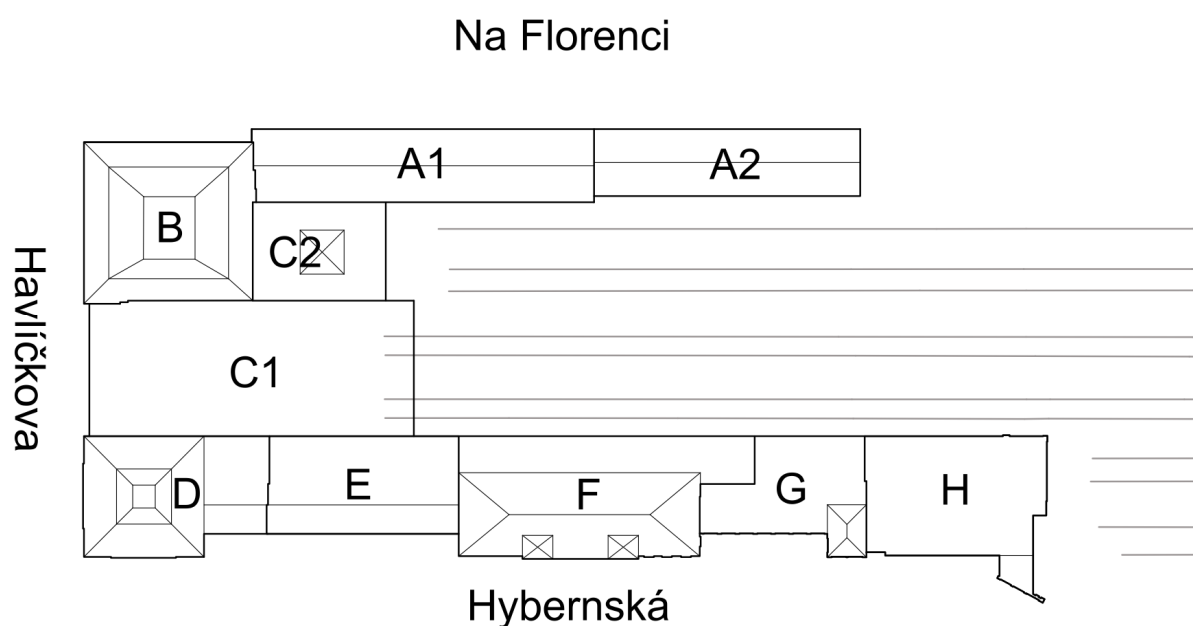 Na Florenci
A1
A2
B
C2
Havlíčkova
C1
D
E
F
G
H
Hybernská